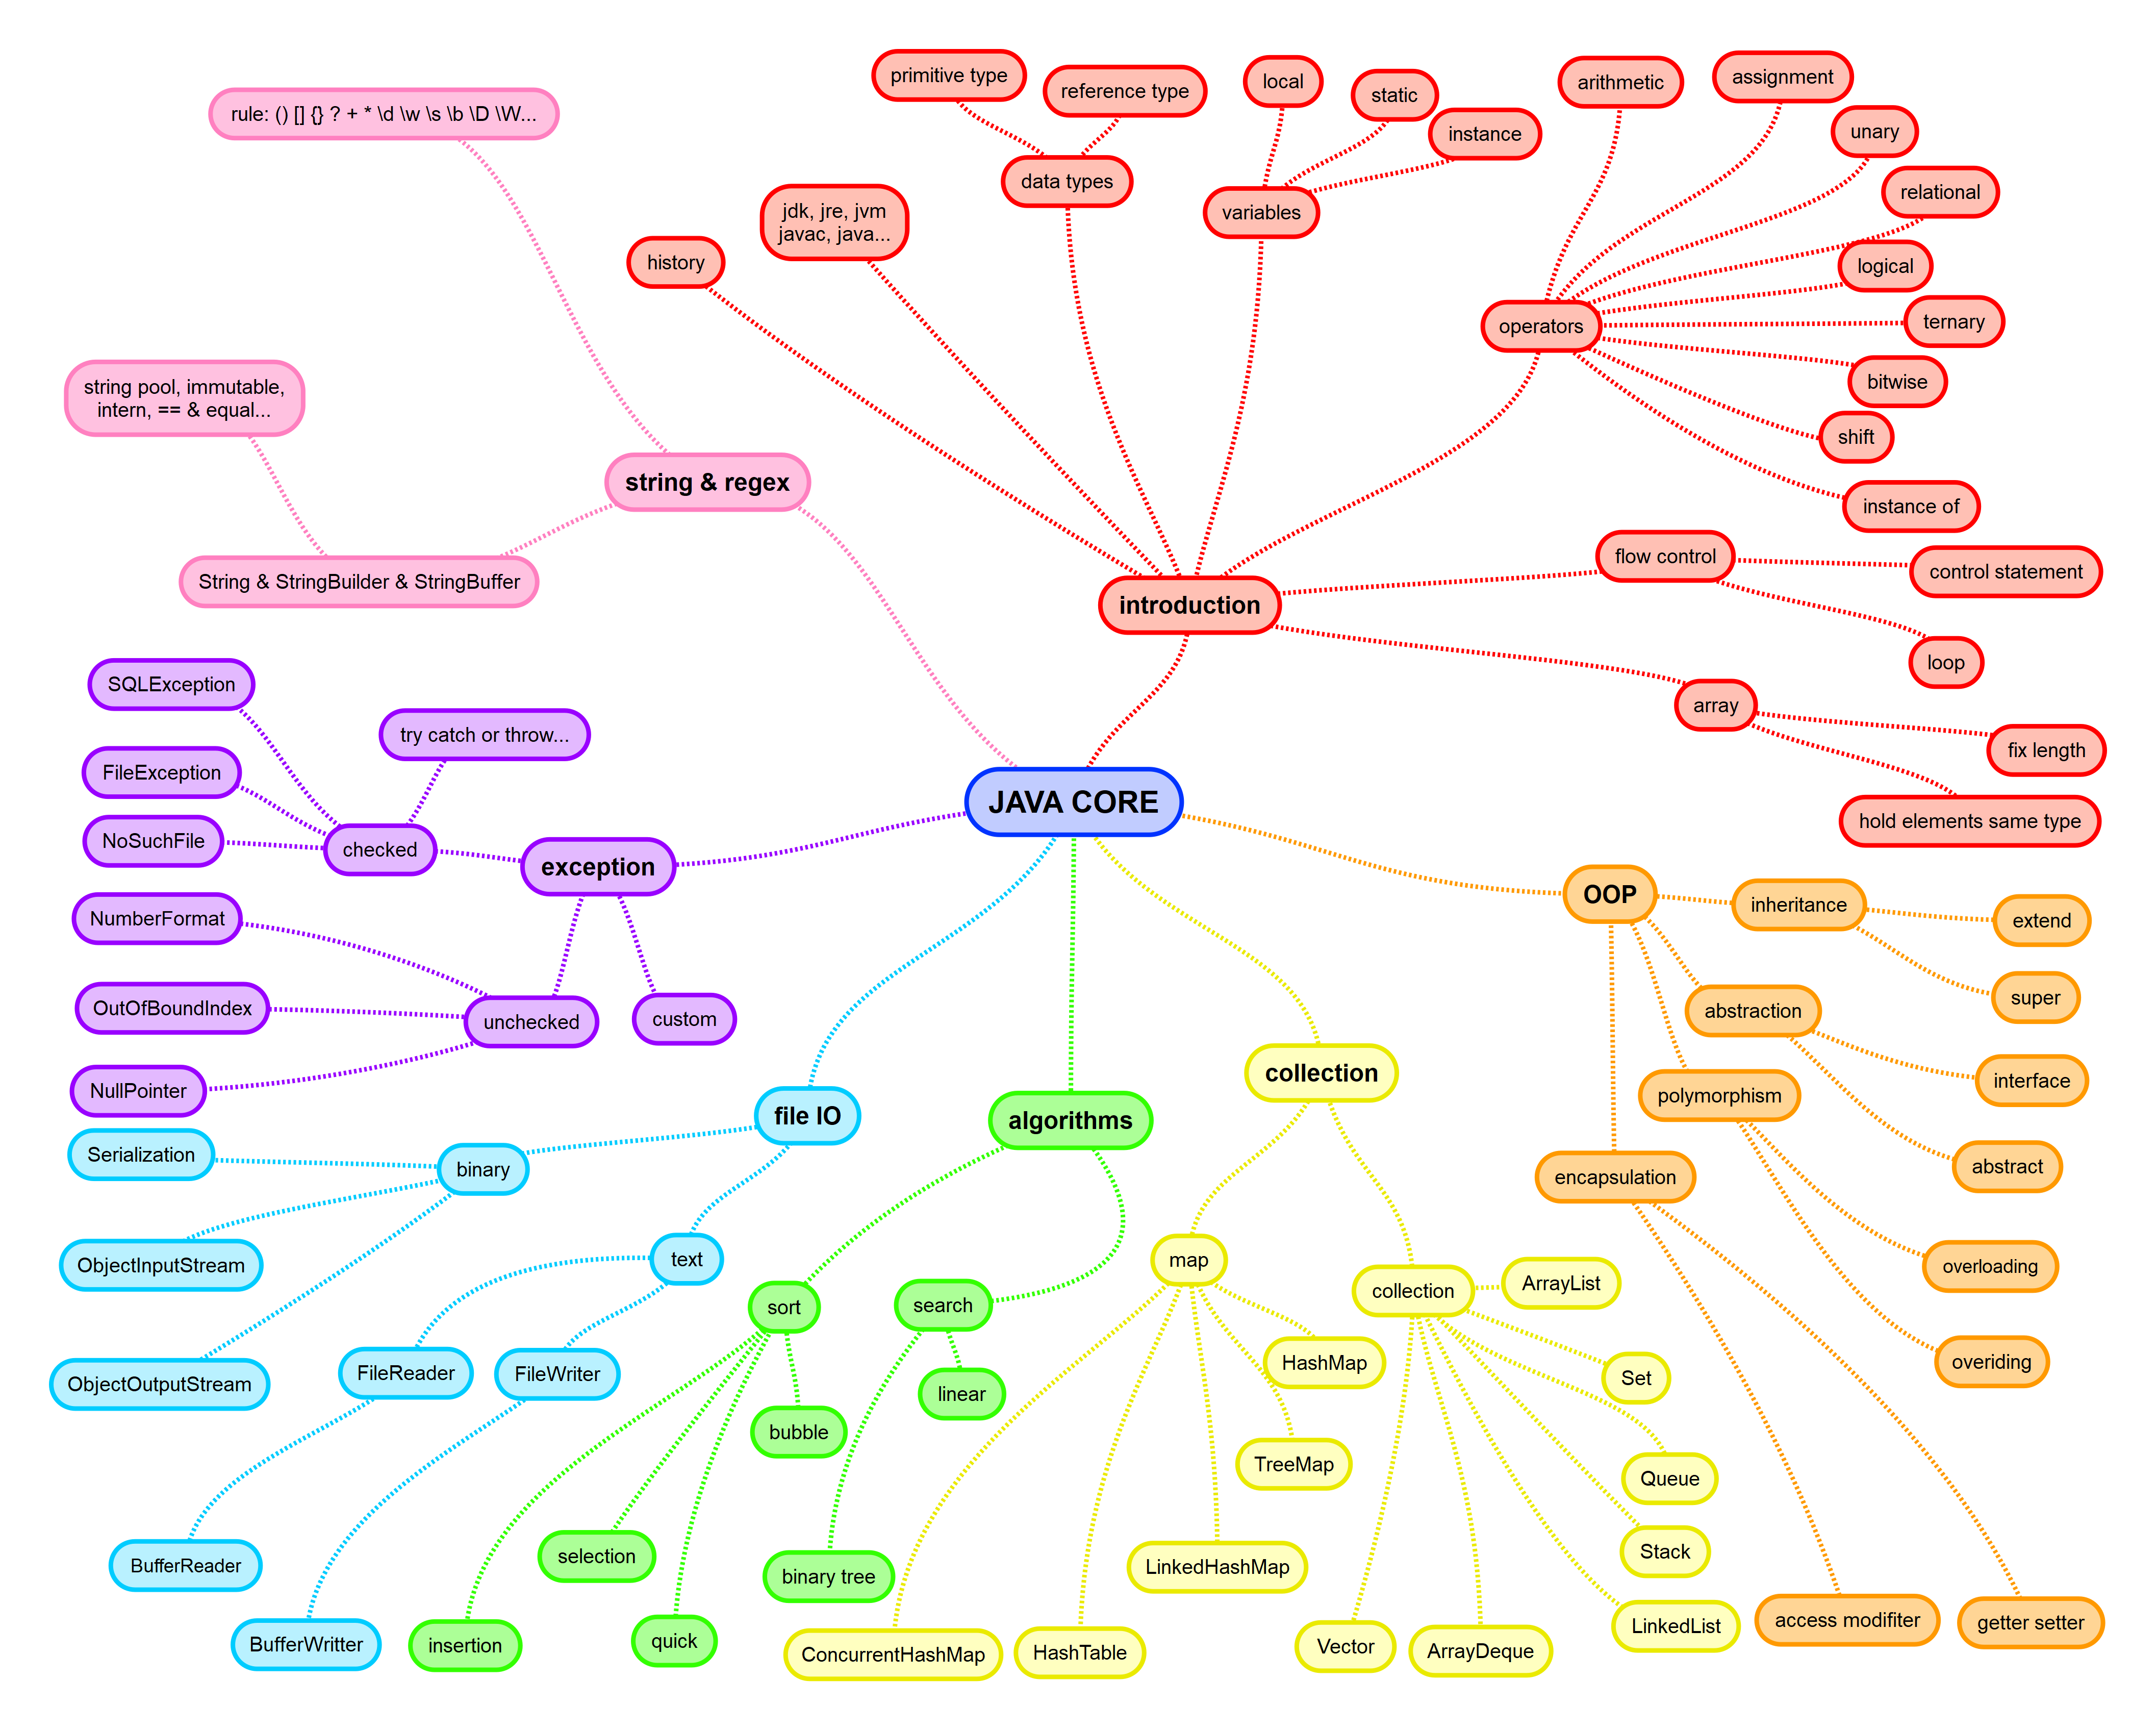 primitive type
reference type
local
static
instance
arithmetic
assignment
unary
relational
logical
ternary
bitwise
shift
instance of
data types
variables
jdk, jre, jvm
javac, java...
history
operators
rule: () [] {} ? + * \d \w \s \b \D \W...
string pool, immutable,
intern, == & equal...
string & regex
String & StringBuilder & StringBuffer
introduction
flow control
control statement
loop
array
fix length
hold elements same type
JAVA CORE
SQLException
try catch or throw...
FileException
NoSuchFile
checked
exception
NumberFormat
OutOfBoundIndex
unchecked
custom
NullPointer
OOP
inheritance
extend
super
abstraction
interface
polymorphism
abstract
encapsulation
overloading
overiding
access modifiter
getter setter
file IO
Serialization
binary
ObjectInputStream
text
ObjectOutputStream
FileReader
FileWriter
BufferReader
BufferWritter
algorithms
sort
search
bubble
linear
selection
binary tree
insertion
quick
collection
map
collection
ArrayList
HashMap
Set
TreeMap
Queue
LinkedHashMap
Stack
ConcurrentHashMap
HashTable
Vector
ArrayDeque
LinkedList